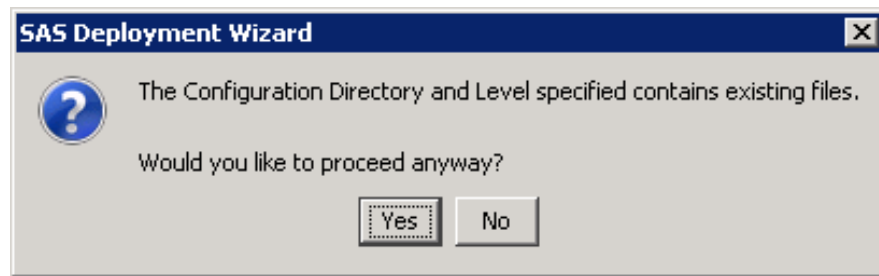 SAS Deployment Wizard
The Configuration Directory and Level specified contains existing files.
Would you like to proceed anyway?
Yes No